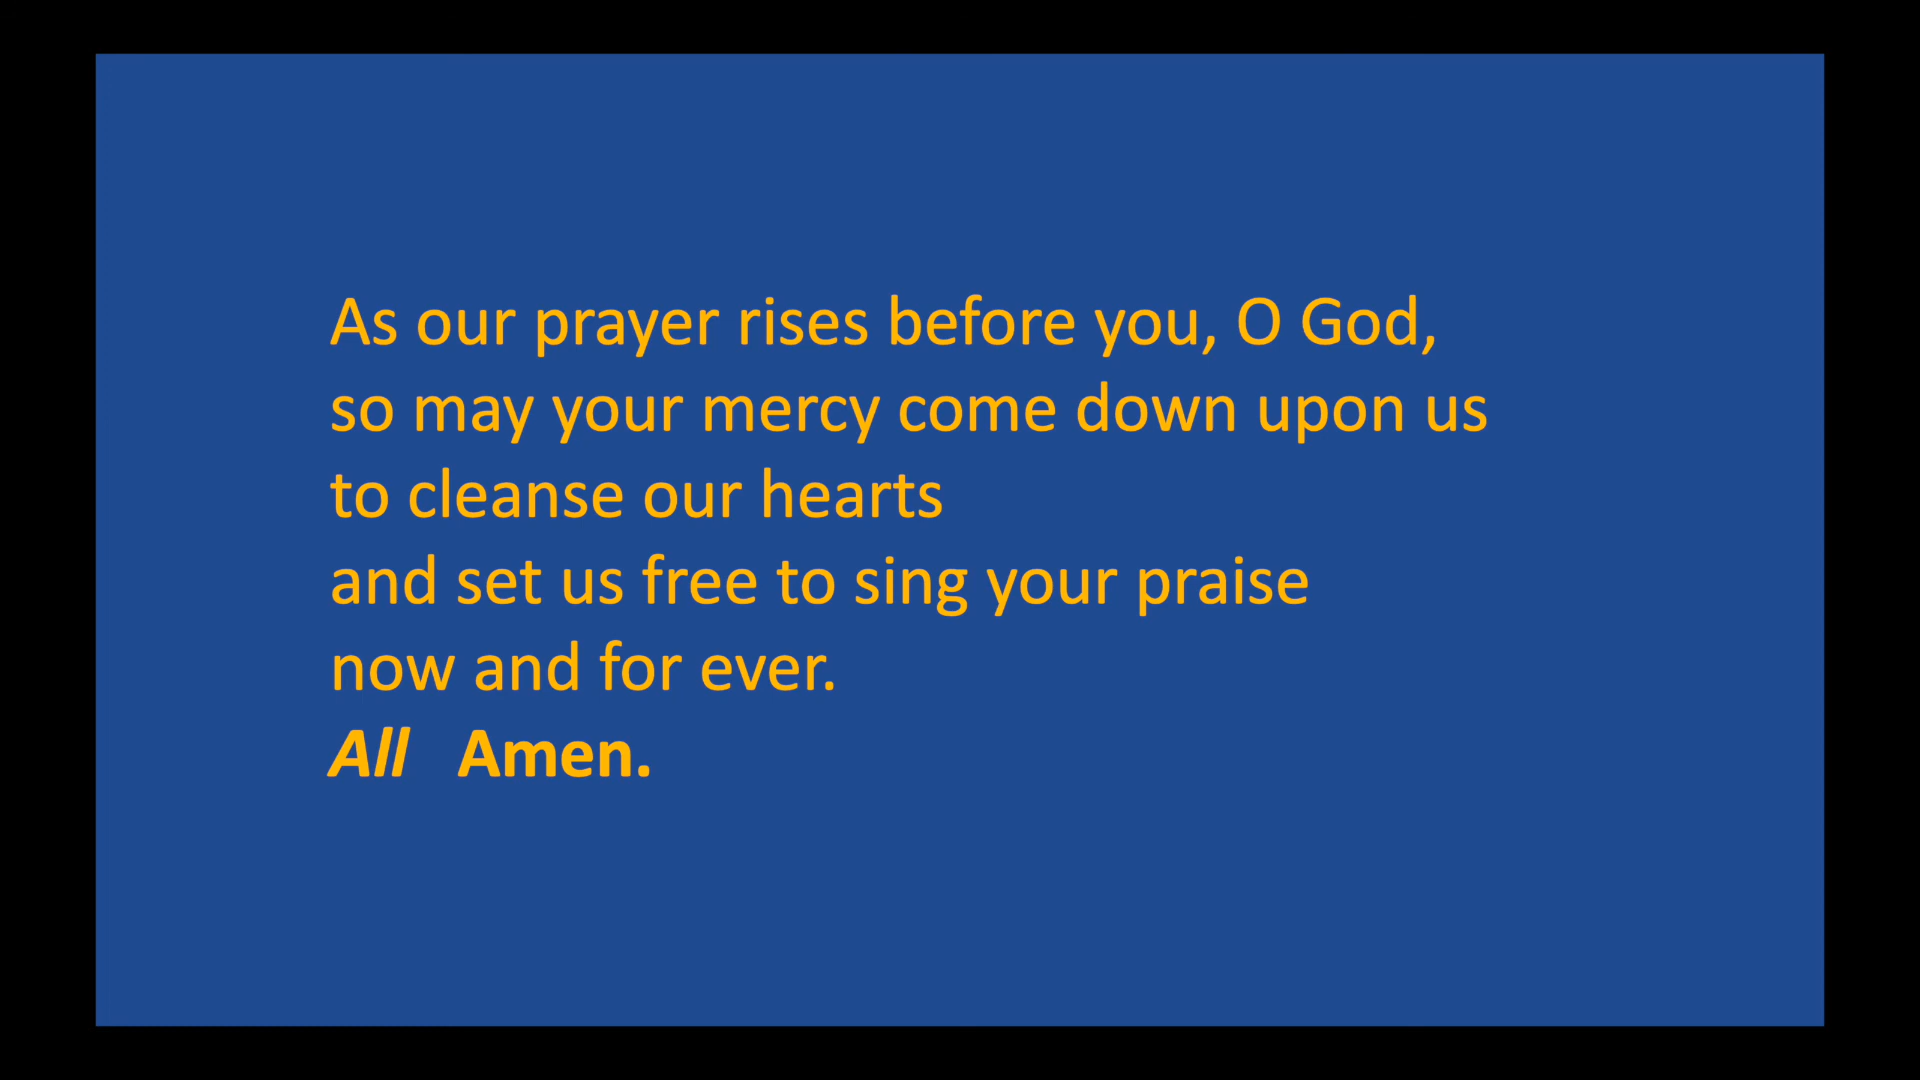 As our prayer rises before you, O God,
so may your mercy come down upon us
to cleanse our hearts
and set us free to sing your praise
now and for ever.
All Amen.